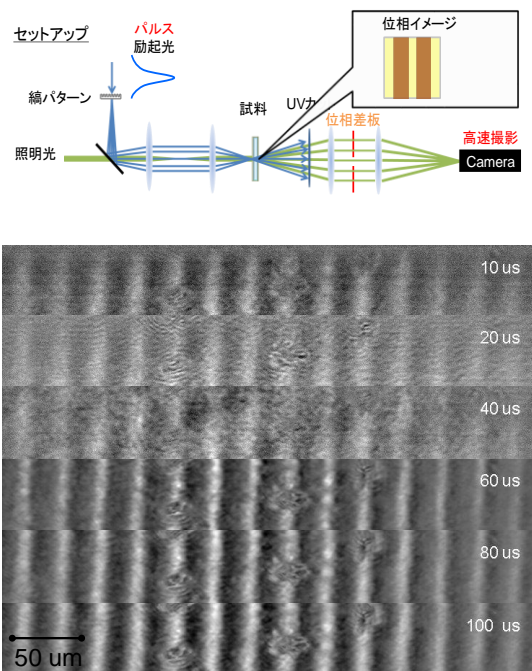 セットアップ
パルス
励起光
縞パターン
照明光
試料
UVカ
位相イメージ
位相差板
高速撮影
Camera
10 us
20 us
40 us
60 us
80 us
100 us
50 um